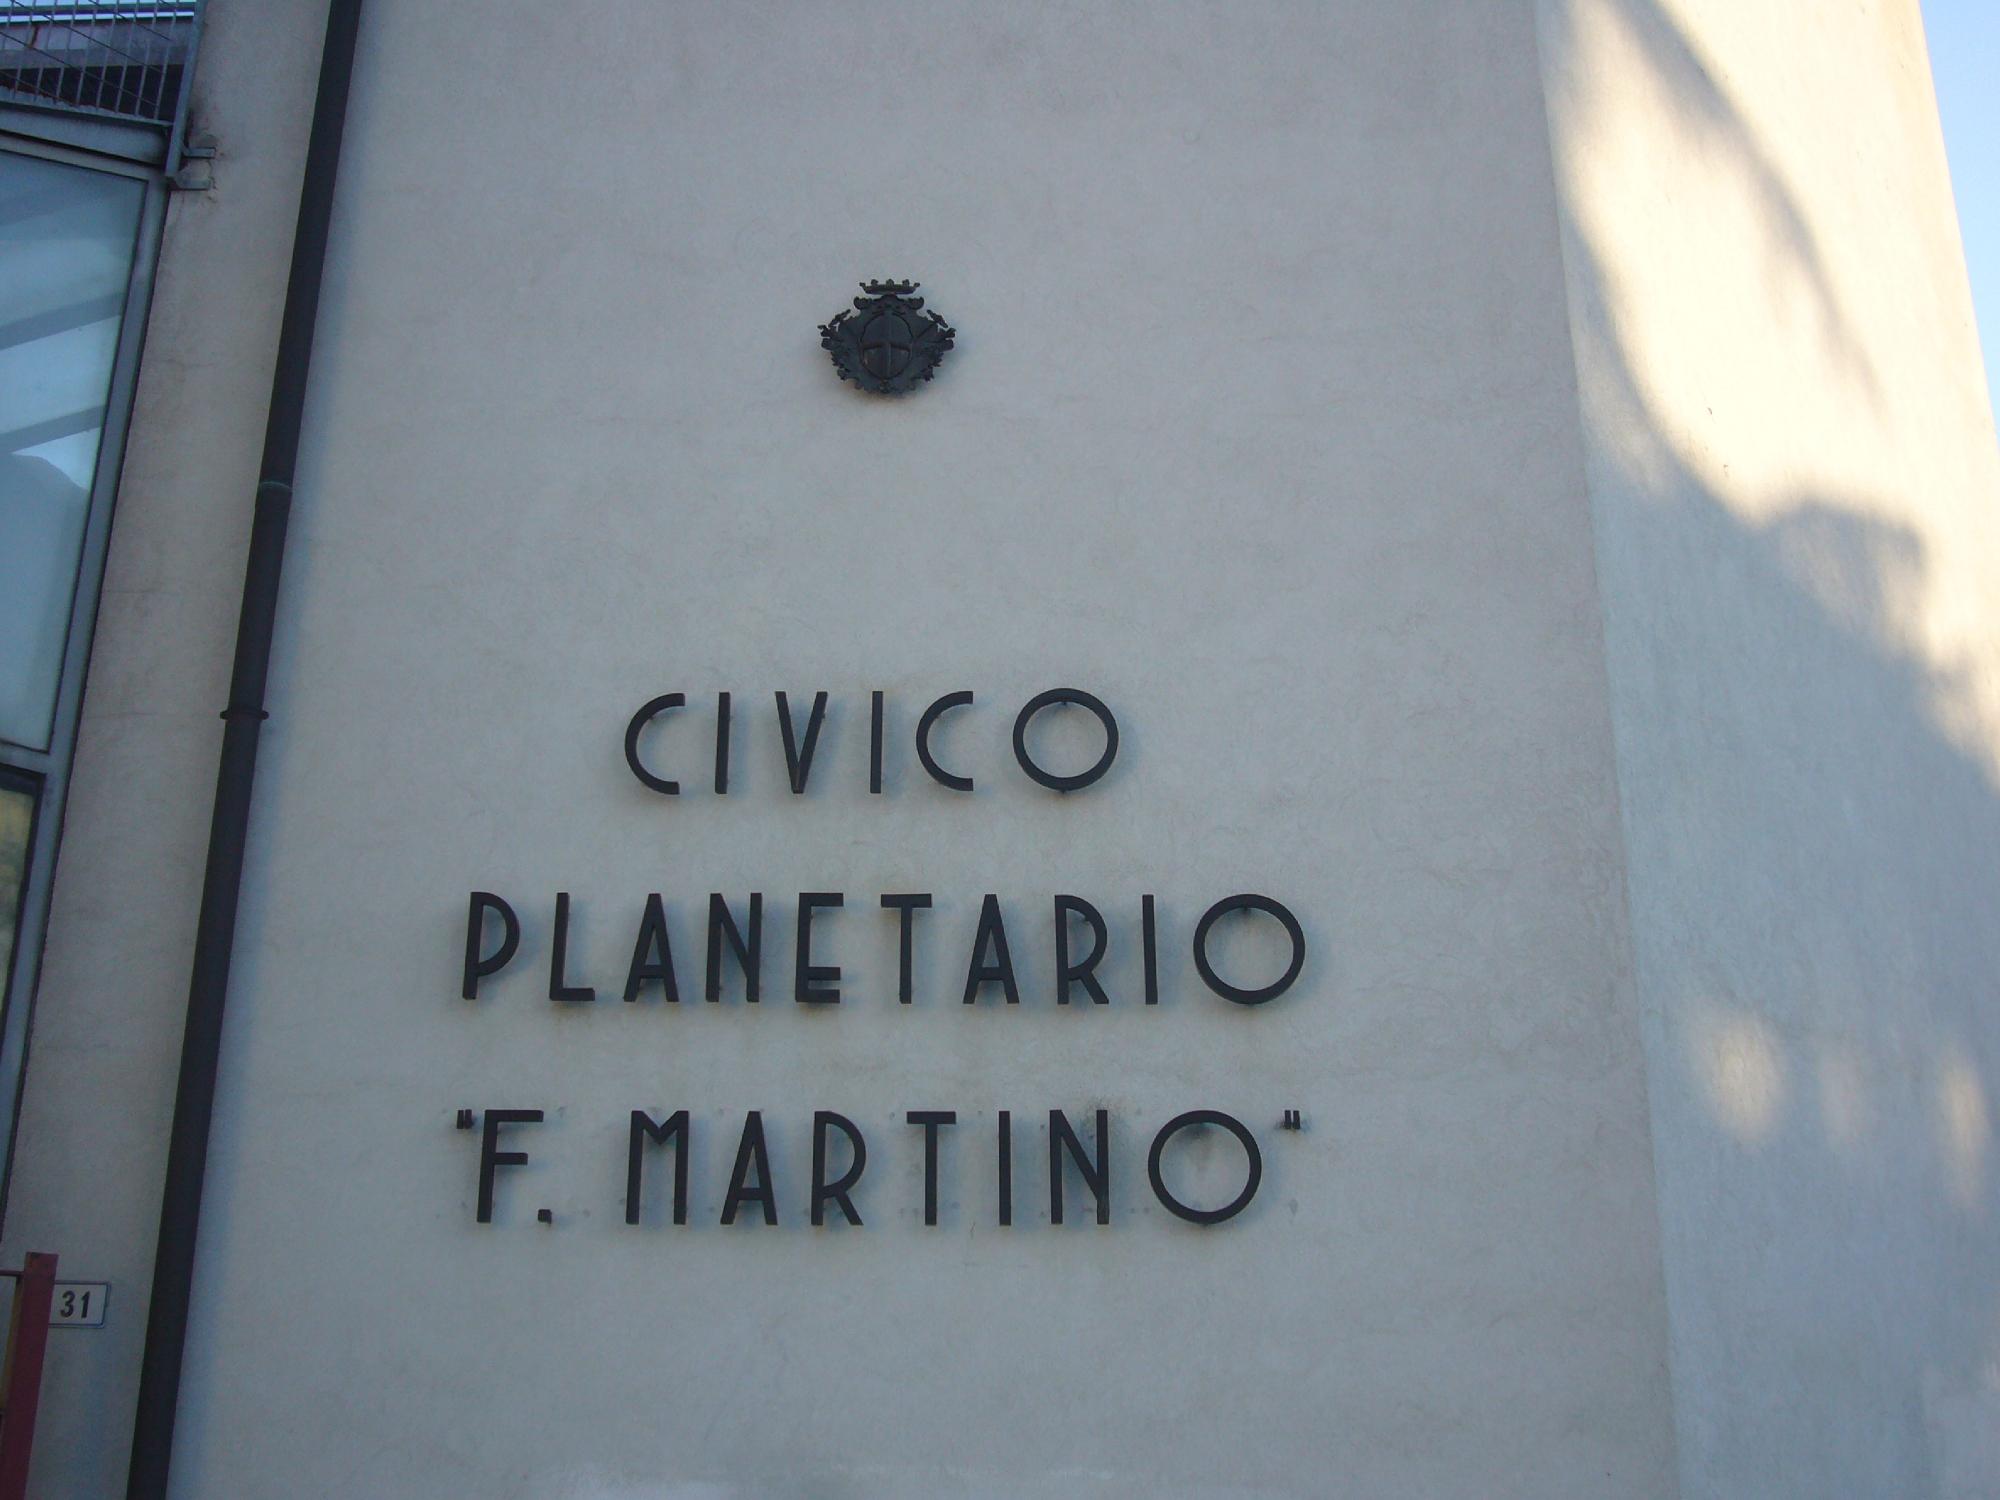 CIVICO
PLANETARIO
"F. MARTINO"
31